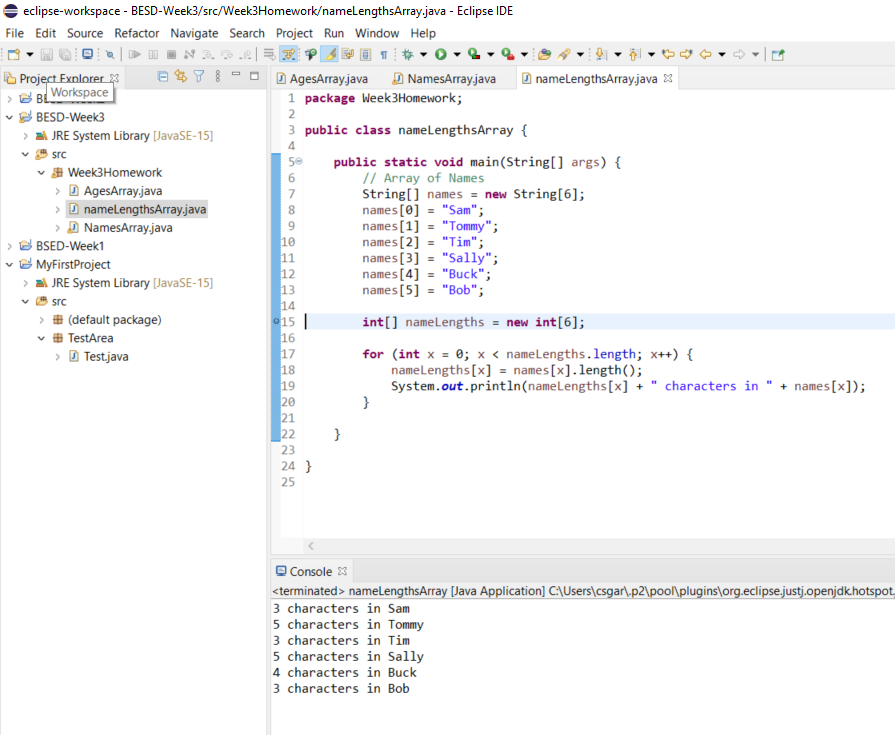 eclipse-workspace - BESD-Week3/src/Week3Homework/nameLengthsArray.java - Eclipse IDE
File Edit Source Refactor Navigate Search Project Run Window Help
Project Explorer
Workspace
BESD-Week3
JRE System Library [JavaSE-15]
src
Week3Homework
AgesArray.java
nameLengthsArray.java
NamesArray.java
BSED-Week1
MyFirstProject
JRE System Library [JavaSE-15]
src
(default package)
TestArea
Test.java
AgesArray.java NamesArray.java nameLengthsArray.java
1 package Week3Homework;
2
3 public class nameLengthsArray {
4
5 public static void main(String[] args) {
6 // Array of Names
7 String[] names = new String[6];
8 names[0] = "Sam";
9 names[1] = "Tommy";
10 names[2] = "Tim";
11 names[3] = "Sally";
12 names[4] = "Buck";
13 names[5] = "Bob";
14
15 int[] nameLengths = new int[6];
16
17 for (int x = 0; x < nameLengths.length; x++) {
18 nameLengths[x] = names[x].length();
19 System.out.println(nameLengths[x] + " characters in " + names[x]);
20 }
21
22 }
23
24 }
25
Console
<terminated> nameLengthsArray [Java Application] C:\Users\csgar\.p2\pool\plugins\org.eclipse.justj.openjdk.hotspot.
3 characters in Sam
5 characters in Tommy
3 characters in Tim
5 characters in Sally
4 characters in Buck
3 characters in Bob